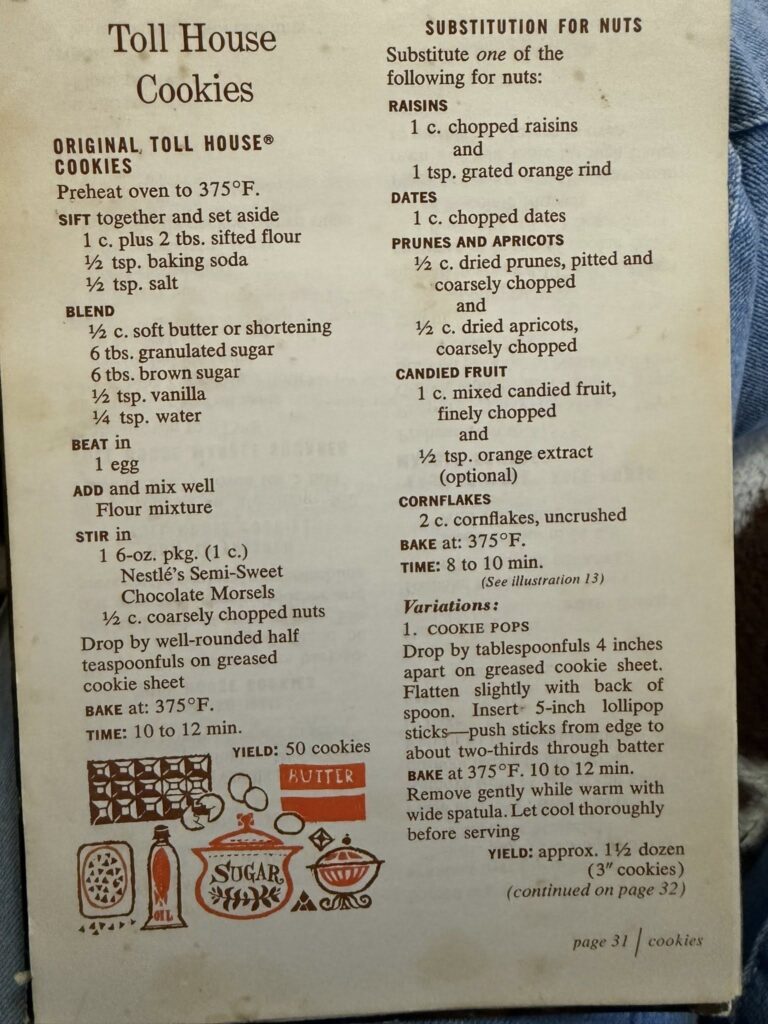 Toll House
Cookies
ORIGINAL TOLL HOUSE®
COOKIES
Preheat oven to 375°F.
SIFT together and set aside
1 c. plus 2 tbs. sifted flour
½ tsp. baking soda
½ tsp. salt
BLEND
½ c. soft butter or shortening
6 tbs. granulated sugar
6 tbs. brown sugar
½ tsp. vanilla
¼ tsp. water
BEAT in
1 egg
ADD and mix well
Flour mixture
STIR in
1 6-oz. pkg. (1 c.)
Nestlé's Semi-Sweet
Chocolate Morsels
½ c. coarsely chopped nuts
Drop by well-rounded half
teaspoonfuls on greased
cookie sheet
BAKE at: 375°F.
TIME: 10 to 12 min.
YIELD: 50 cookies
BUTTER
SUGAR
OIL
SUBSTITUTION FOR NUTS
Substitute one of the
following for nuts:
RAISINS
1 c. chopped raisins
and
1 tsp. grated orange rind
DATES
1 c. chopped dates
PRUNES AND APRICOTS
½ c. dried prunes, pitted and
coarsely chopped
and
½ c. dried apricots,
coarsely chopped
CANDIED FRUIT
1 c. mixed candied fruit,
finely chopped
and
½ tsp. orange extract
(optional)
CORNFLAKES
2 c. cornflakes, uncrushed
BAKE at: 375°F.
TIME: 8 to 10 min.
(See illustration 13)
Variations:
1. COOKIE POPS
Drop by tablespoonfuls 4 inches
apart on greased cookie sheet.
Flatten slightly with back of
spoon. Insert 5-inch lollipop
sticks—push sticks from edge to
about two-thirds through batter
BAKE at 375°F. 10 to 12 min.
Remove gently while warm with
wide spatula. Let cool thoroughly
before serving
YIELD: approx. 1½ dozen
(3″ cookies)
(continued on page 32)
page 31 / cookies